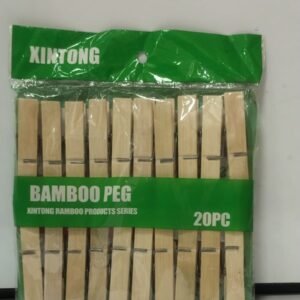 XINTONG
BAMBOO PEG
XINTONG BAMBOO PRODUCTS SERIES
20PC